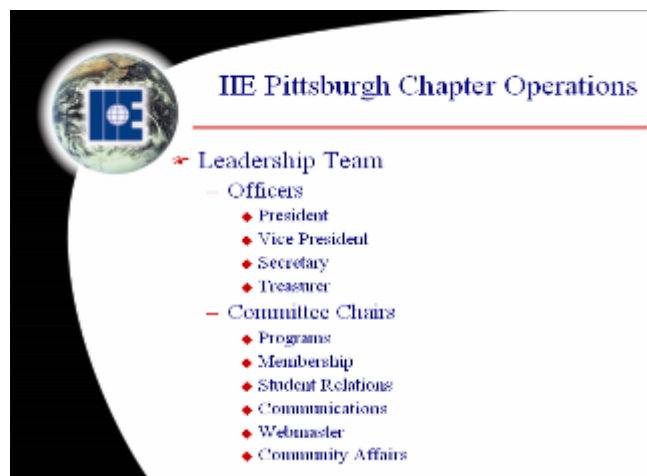 IIE
IIE Pittsburgh Chapter Operations
Leadership Team
– Officers
President
Vice President
Secretary
Treasurer
– Committee Chairs
Programs
Membership
Student Relations
Communications
Webmaster
Community Affairs